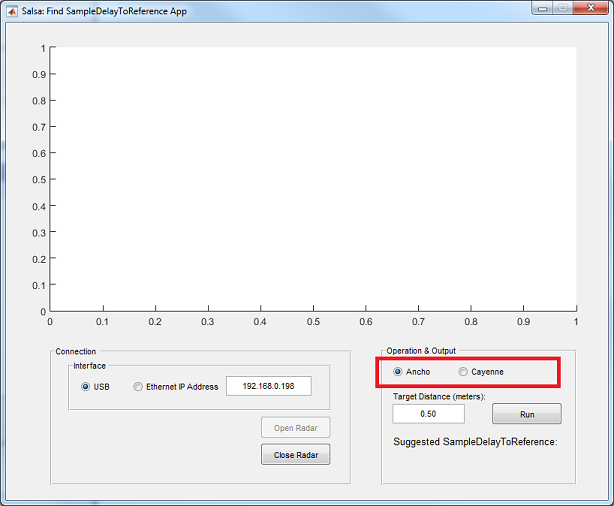 Salsa: Find SampleDelayToReference App
1
0.9
0.8
0.7
0.6
0.5
0.4
0.3
0.2
0.1
0
0 0.1 0.2 0.3 0.4 0.5 0.6 0.7 0.8 0.9 1
Connection
Interface
USB Ethernet IP Address 192.168.0.198
Open Radar
Close Radar
Operation & Output
Ancho Cayenne
Target Distance (meters):
0.50 Run
Suggested SampleDelayToReference: